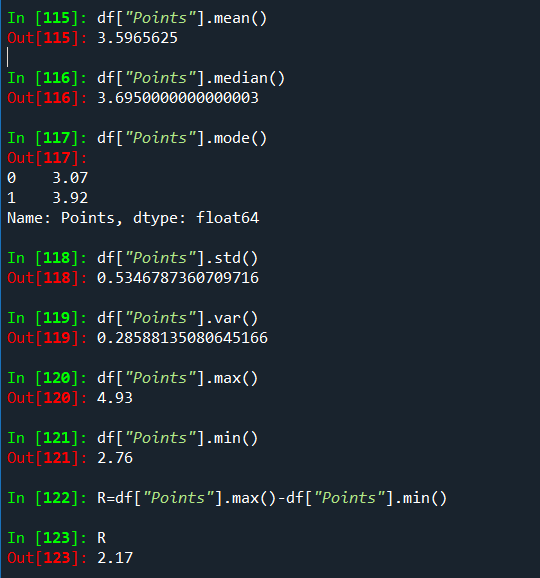 In [115]: df["Points"].mean()
Out[115]: 3.5965625
In [116]: df["Points"].median()
Out[116]: 3.6950000000000003
In [117]: df["Points"].mode()
Out[117]:
0    3.07
1    3.92
Name: Points, dtype: float64
In [118]: df["Points"].std()
Out[118]: 0.5346787360709716
In [119]: df["Points"].var()
Out[119]: 0.28588135080645166
In [120]: df["Points"].max()
Out[120]: 4.93
In [121]: df["Points"].min()
Out[121]: 2.76
In [122]: R=df["Points"].max()-df["Points"].min()
In [123]: R
Out[123]: 2.17